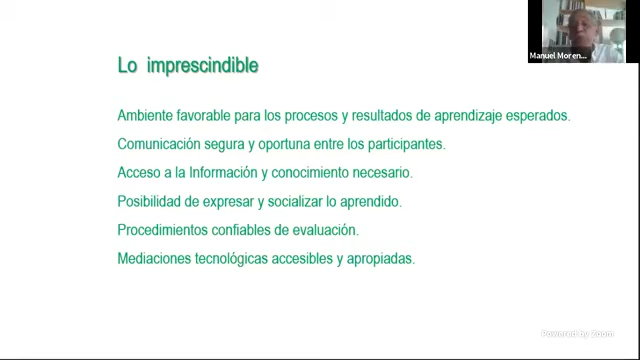 Manuel Moren...
Lo imprescindible
Ambiente favorable para los procesos y resultados de aprendizaje esperados.
Comunicación segura y oportuna entre los participantes.
Acceso a la Información y conocimiento necesario.
Posibilidad de expresar y socializar lo aprendido.
Procedimientos confiables de evaluación.
Mediaciones tecnológicas accesibles y apropiadas.
Powered by Zoom